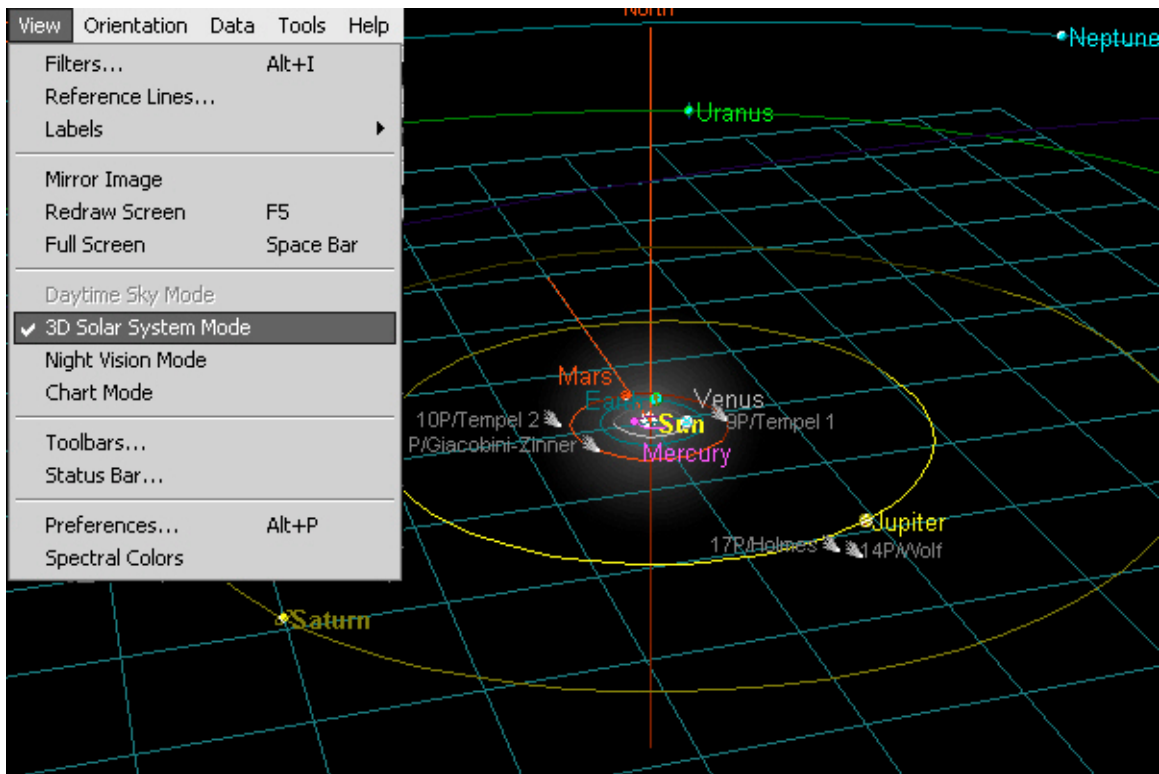 View Orientation Data Tools Help
Filters... Alt+I
Reference Lines...
Labels
Mirror Image
Redraw Screen F5
Full Screen Space Bar
Daytime Sky Mode
3D Solar System Mode
Night Vision Mode
Chart Mode
Toolbars...
Status Bar...
Preferences... Alt+P
Spectral Colors
North
Neptune
Uranus
Mars
Earth
Venus
10P/Tempel 2
Sun
9P/Tempel 1
P/Giacobini-Zinner
Mercury
Jupiter
17P/Holmes
14P/Wolf
Saturn